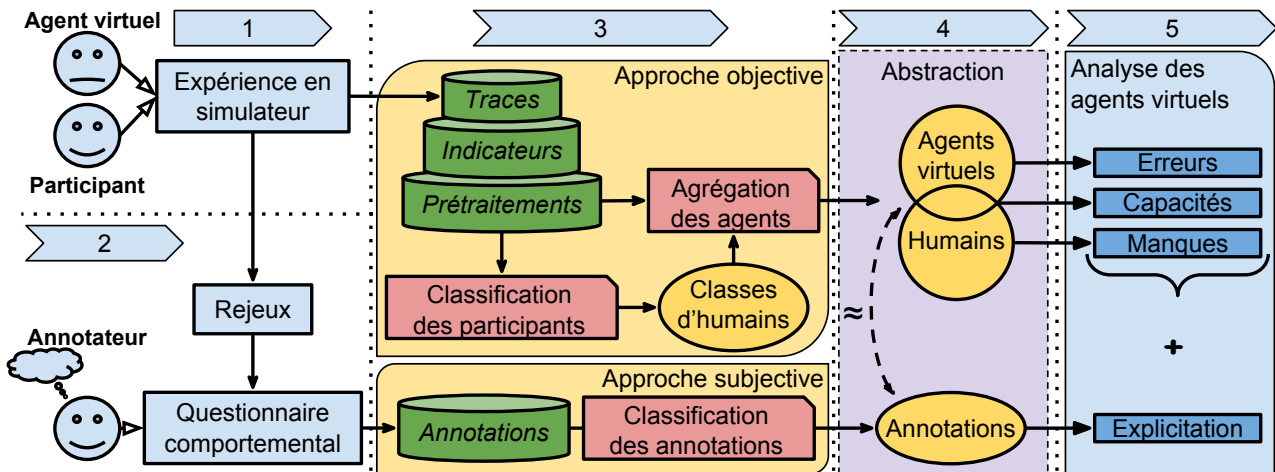 Agent virtuel
1
3
4
5
Expérience en
simulateur
Participant
2
Rejeux
Annotateur
Questionnaire
comportemental
Approche objective
Traces
Indicateurs
Prétraitements
Agrégation
des agents
Classification
des participants
Classes
d'humains
Approche subjective
Annotations
Classification
des annotations
Abstraction
Agents
virtuels
Humains
≈
Annotations
Analyse des
agents virtuels
Erreurs
Capacités
Manques
+
Explicitation